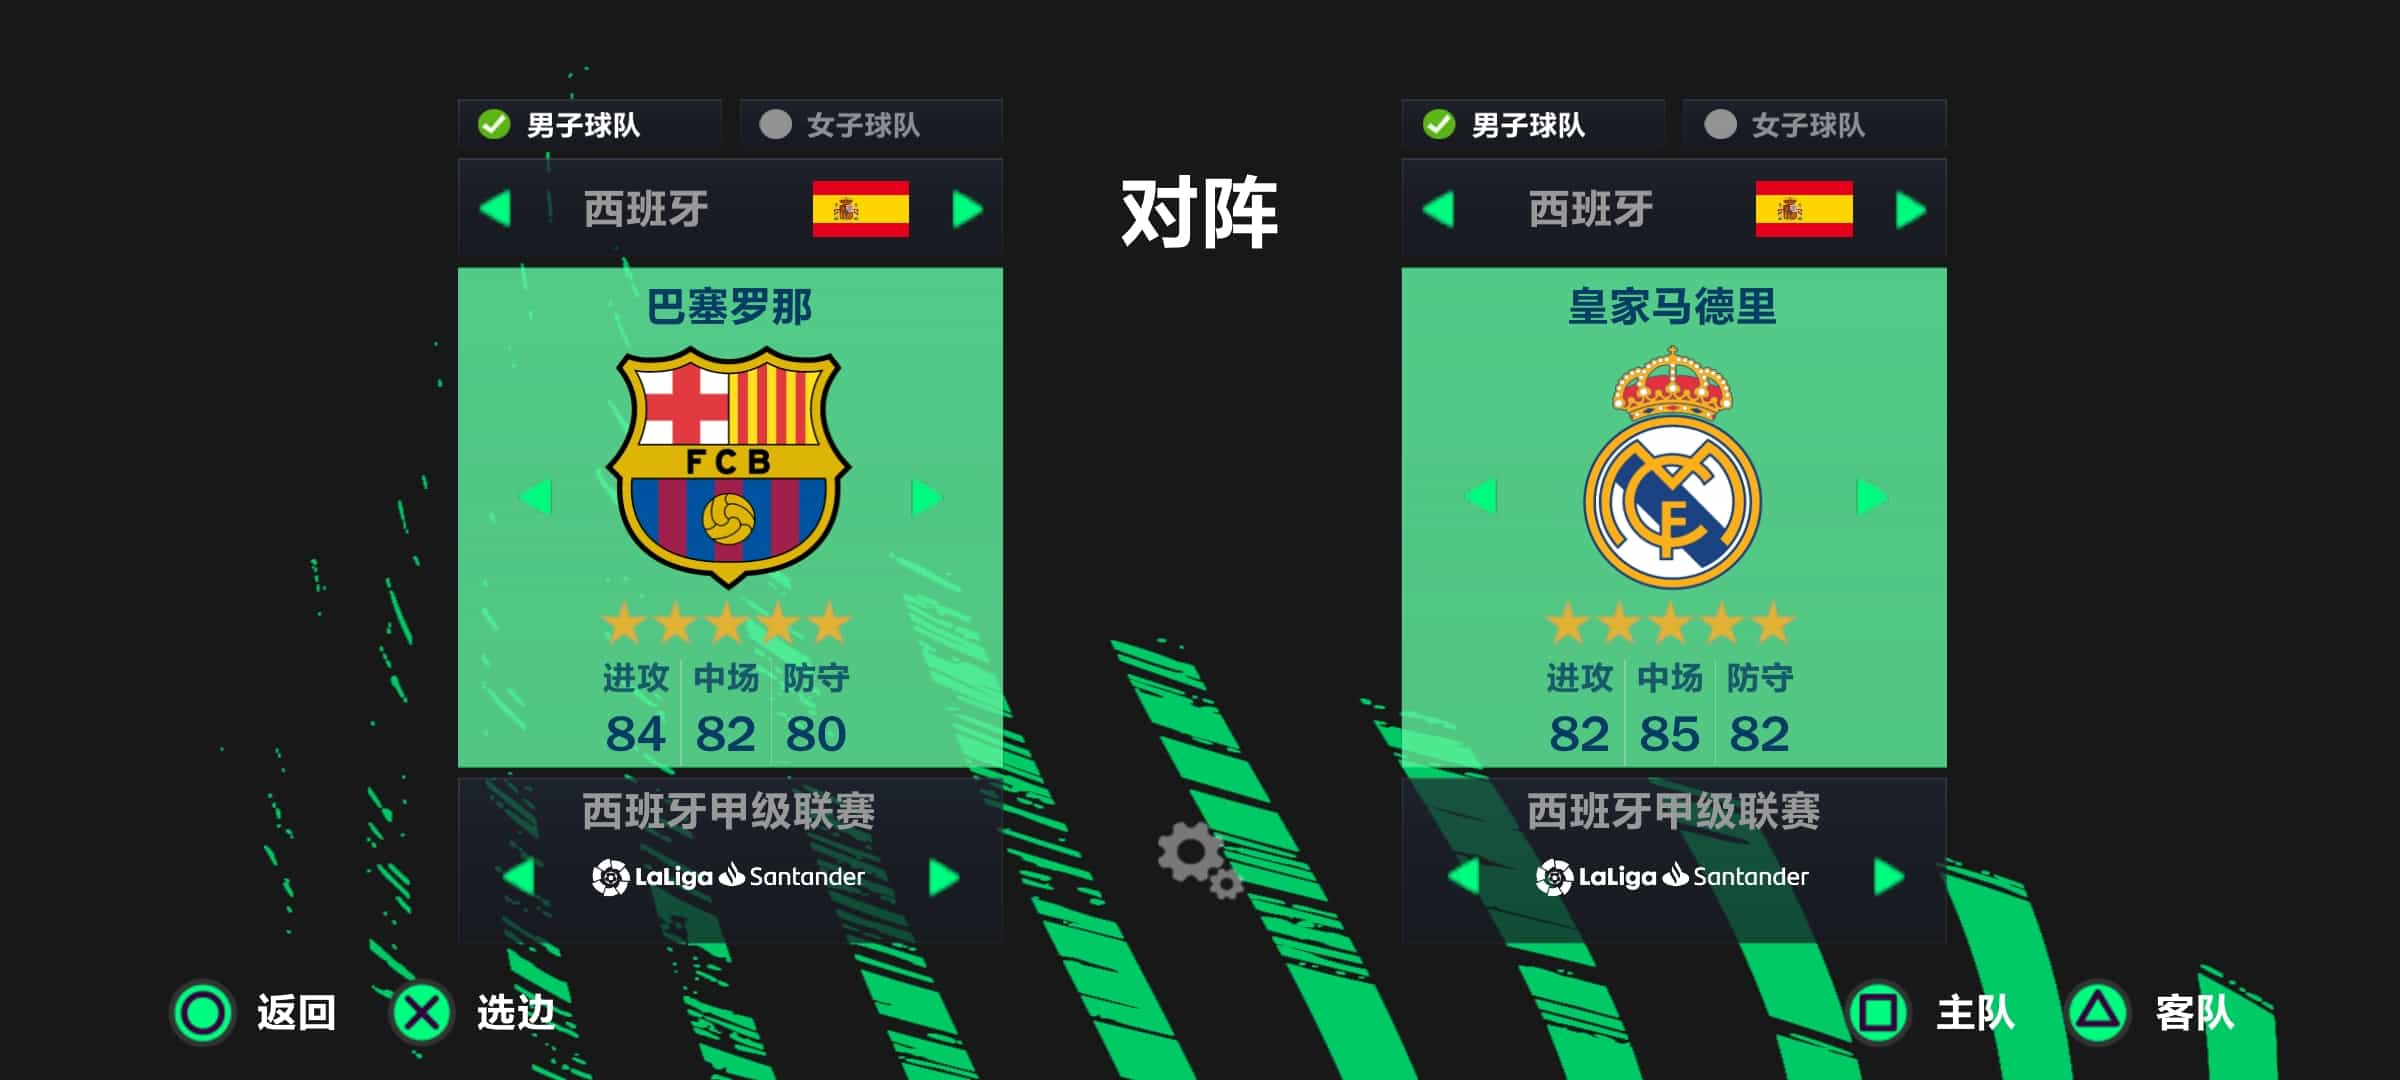 男子球队 女子球队
西班牙
巴塞罗那
FCB
进攻 中场 防守
84 82 80
西班牙甲级联赛
LaLiga Santander
对阵
男子球队 女子球队
西班牙
皇家马德里
进攻 中场 防守
82 85 82
西班牙甲级联赛
LaLiga Santander
返回 选边 主队 客队